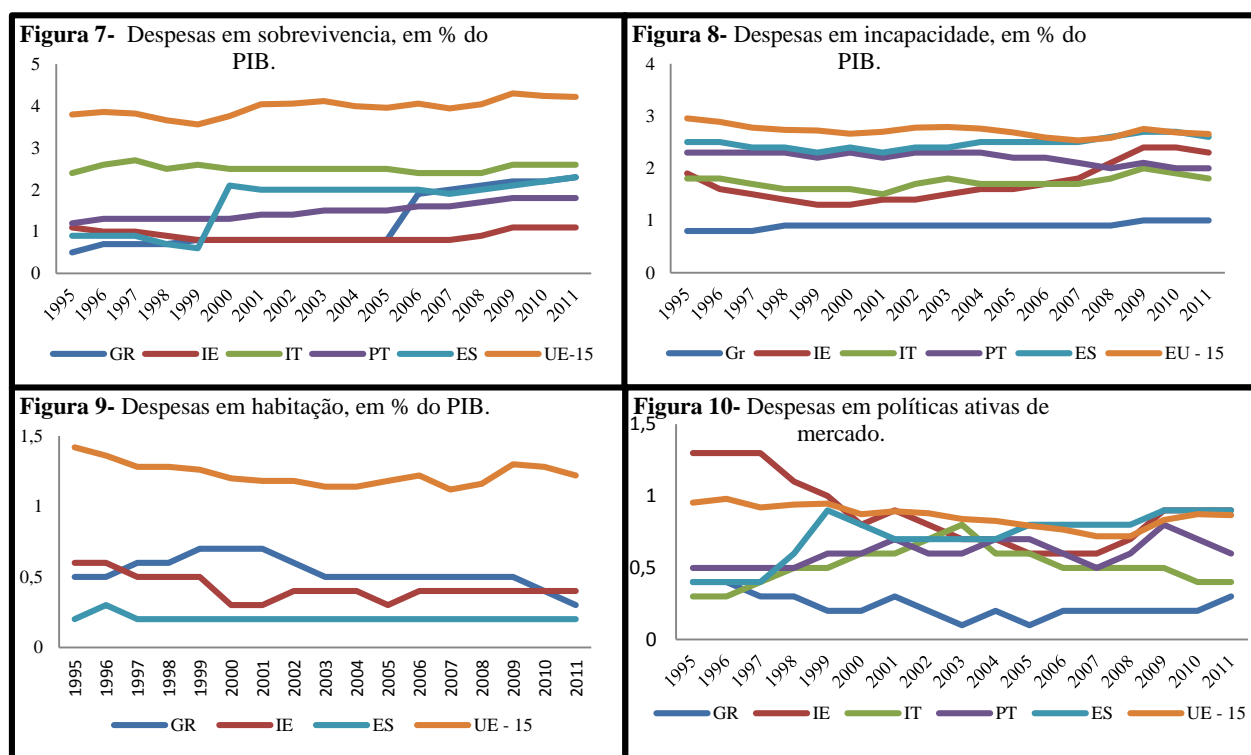 Figura 7- Despesas em sobrevivencia, em % do
PIB.
5
4
3
2
1
0
1995 1996 1997 1998 1999 2000 2001 2002 2003 2004 2005 2006 2007 2008 2009 2010 2011
GR IE IT PT ES UE-15
Figura 8- Despesas em incapacidade, em % do
PIB.
4
3
2
1
0
1995 1996 1997 1998 1999 2000 2001 2002 2003 2004 2005 2006 2007 2008 2009 2010 2011
Gr IE IT PT ES EU - 15
Figura 9- Despesas em habitação, em % do PIB.
1,5
1
0,5
0
1995 1996 1997 1998 1999 2000 2001 2002 2003 2004 2005 2006 2007 2008 2009 2010 2011
GR IE ES UE - 15
Figura 10- Despesas em políticas ativas de
mercado.
1,5
1
0,5
0
1995 1996 1997 1998 1999 2000 2001 2002 2003 2004 2005 2006 2007 2008 2009 2010 2011
GR IE IT PT ES UE - 15